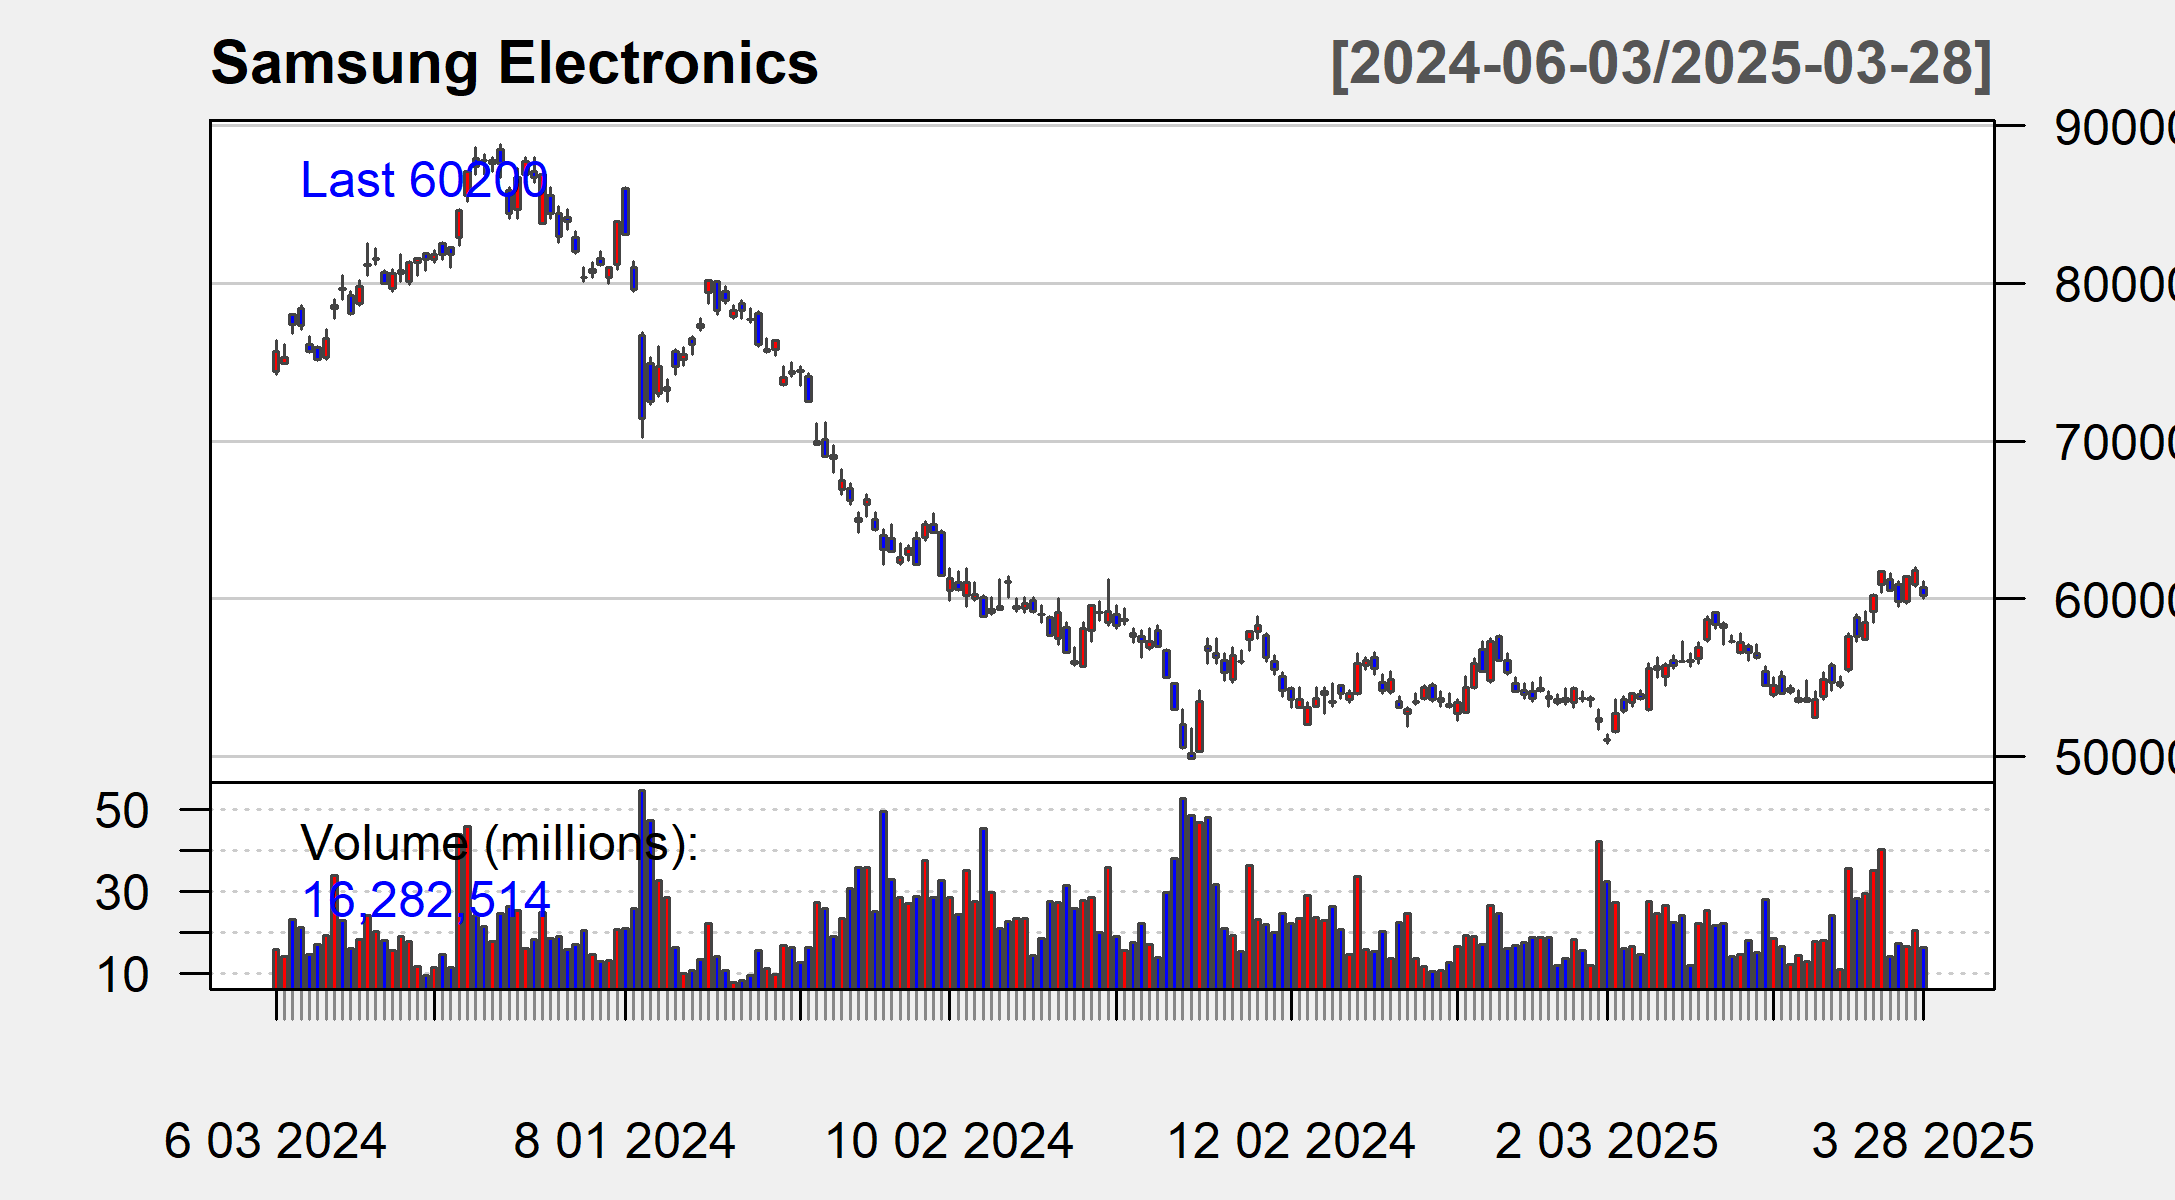 Samsung Electronics
[2024-06-03/2025-03-28]
Last 60200
90000
80000
70000
60000
50000
Volume (millions):
16,282,514
50
30
10
6 03 2024
8 01 2024
10 02 2024
12 02 2024
2 03 2025
3 28 2025